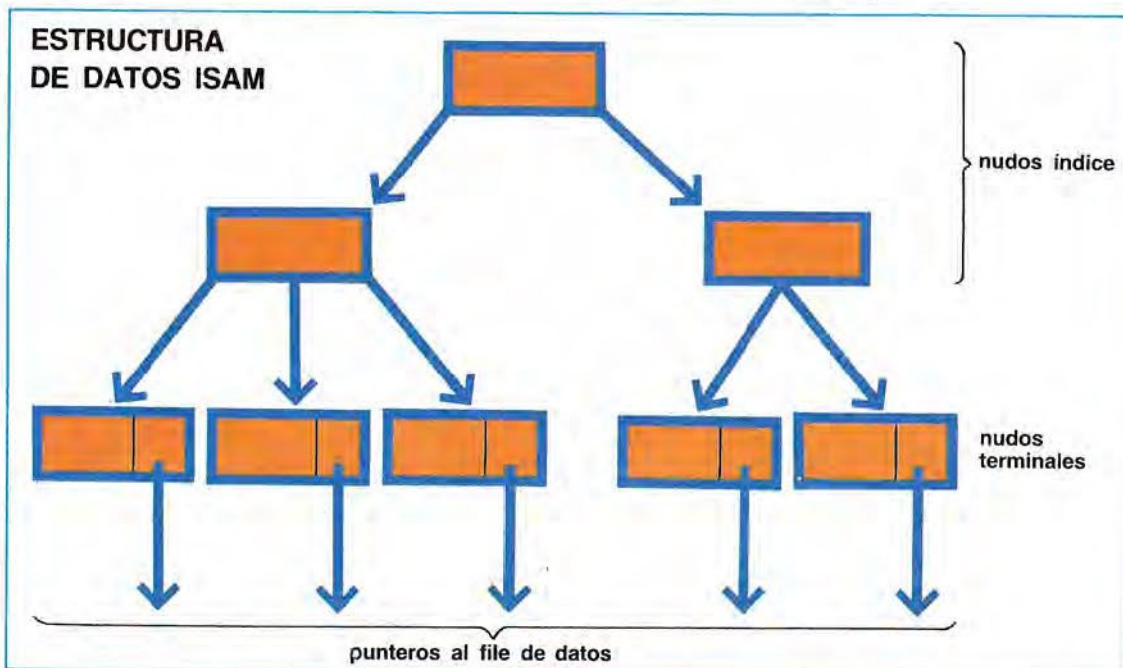 ESTRUCTURA
DE DATOS ISAM
nudos índice
nudos
terminales
punteros al file de datos